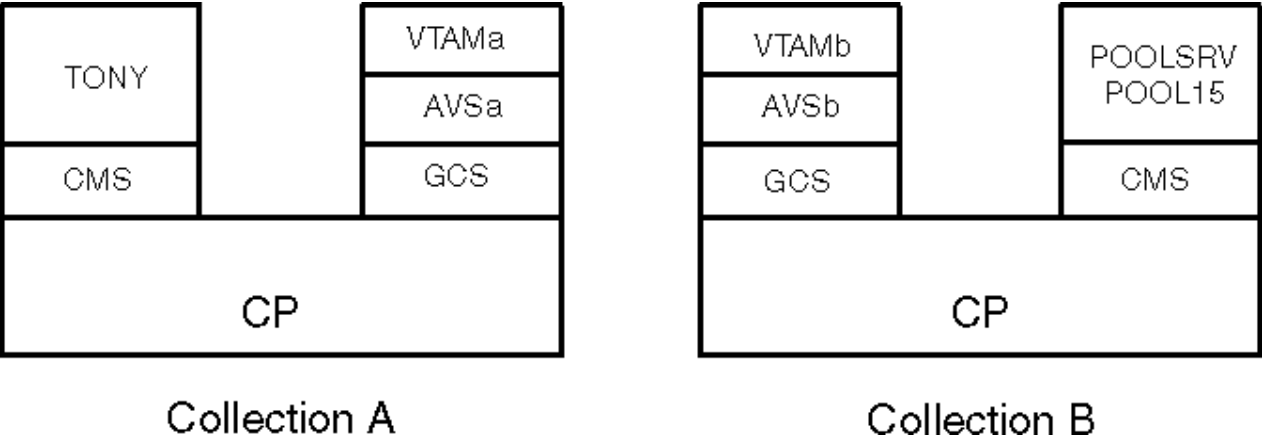 TONY
CMS
VTAMa
AVSa
GCS
CP
Collection A
VTAMb
AVSb
GCS
POOLSRV
POOL15
CMS
CP
Collection B